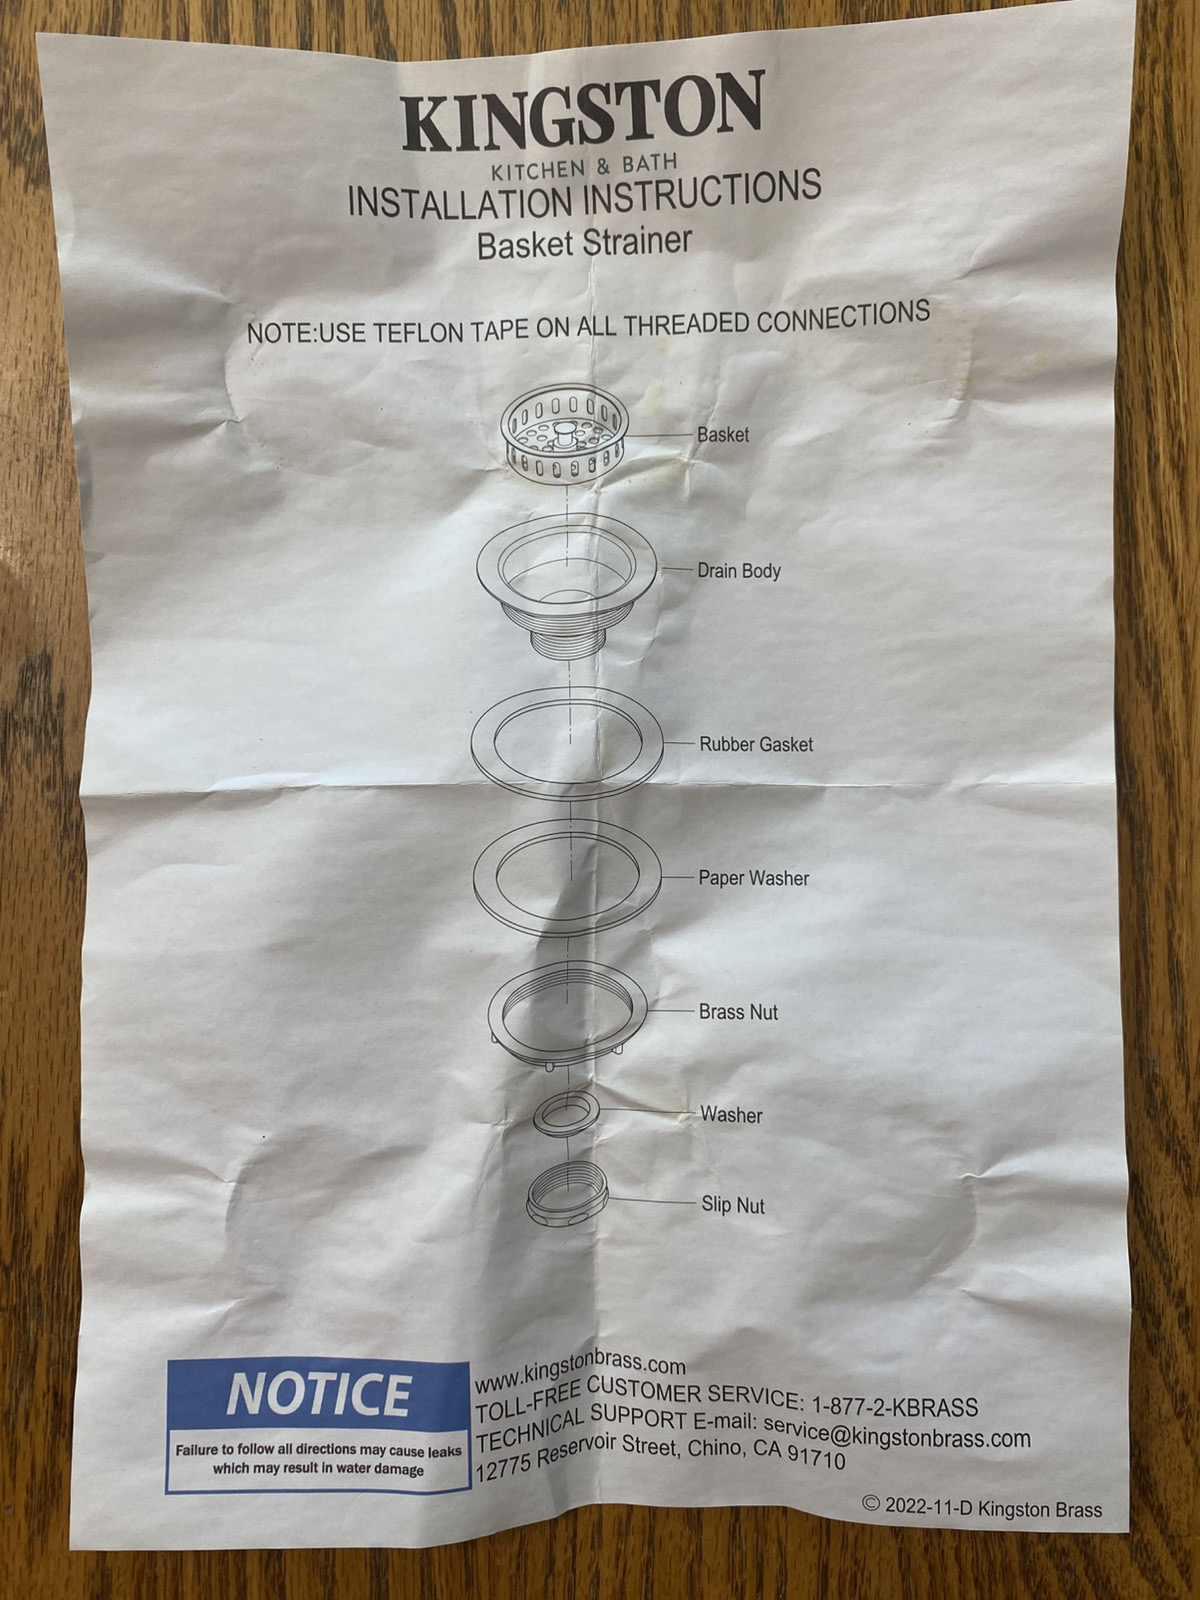 KINGSTON
KITCHEN & BATH
INSTALLATION INSTRUCTIONS
Basket Strainer
NOTE:USE TEFLON TAPE ON ALL THREADED CONNECTIONS
Basket
Drain Body
Rubber Gasket
Paper Washer
Brass Nut
Washer
Slip Nut
NOTICE
Failure to follow all directions may cause leaks
which may result in water damage
www.kingstonbrass.com
TOLL-FREE CUSTOMER SERVICE: 1-877-2-KBRASS
TECHNICAL SUPPORT E-mail: service@kingstonbrass.com
12775 Reservoir Street, Chino, CA 91710
© 2022-11-D Kingston Brass